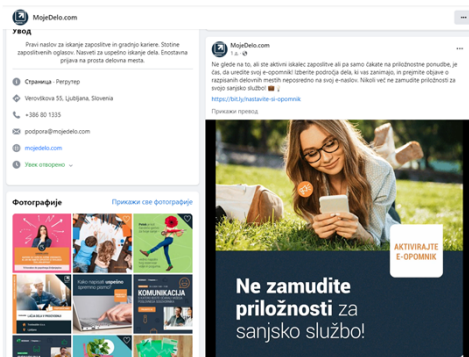 MojeDelo.com
Увод
Pravi naslov za iskanje zaposlitve in gradnjo kariere. Stotine
zaposlitvenih oglasov. Nasveti za uspešno iskanje dela. Enostavna
prijava na prosta delovna mesta.
Страница · Регрутер
Verovškova 55, Ljubljana, Slovenia
+386 80 1335
podpora@mojedelo.com
mojedelo.com
Увек отворено
Фотографије
Прикажи све фотографије
Kako napisati uspešno
spremno pismo?
KOMUNIKACIJA
MojeDelo.com
Ne glede na to, ali ste aktivni iskalec zaposlitve ali pa samo čakate na priložnostne ponudbe, je
čas, da uredite svoj e-opomnik! Izberite področja dela, ki vas zanimajo, in prejmite objave o
razpisanih delovnih mestih neposredno na svoj e-naslov. Nikoli več ne zamudite priložnosti za
svojo sanjsko službo!
https://bit.ly/nastavite-si-opomnik
Прикажи превод
AKTIVIRAJTE
E-OPOMNIK
Ne zamudite
priložnosti za
sanjsko službo!